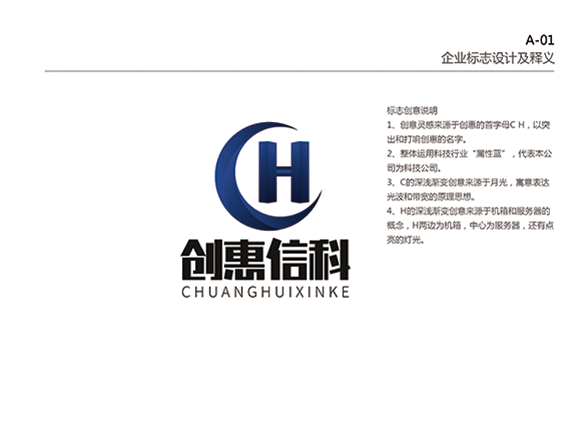 A-01
企业标志设计及释义
标志创意说明
1、创意灵感来源于创惠的首字母C H，以突
出和打响创惠的名字。
2、整体运用科技行业“属性蓝”，代表本公
司为科技公司。
3、C的深浅渐变创意来源于月光，寓意表达
光波和带宽的原理思想。
4、H的深浅渐变创意来源于机箱和服务器的
概念，H两边为机箱，中心为服务器，还有点
亮的灯光。
CH
创惠信科
CHUANGHUIXINKE